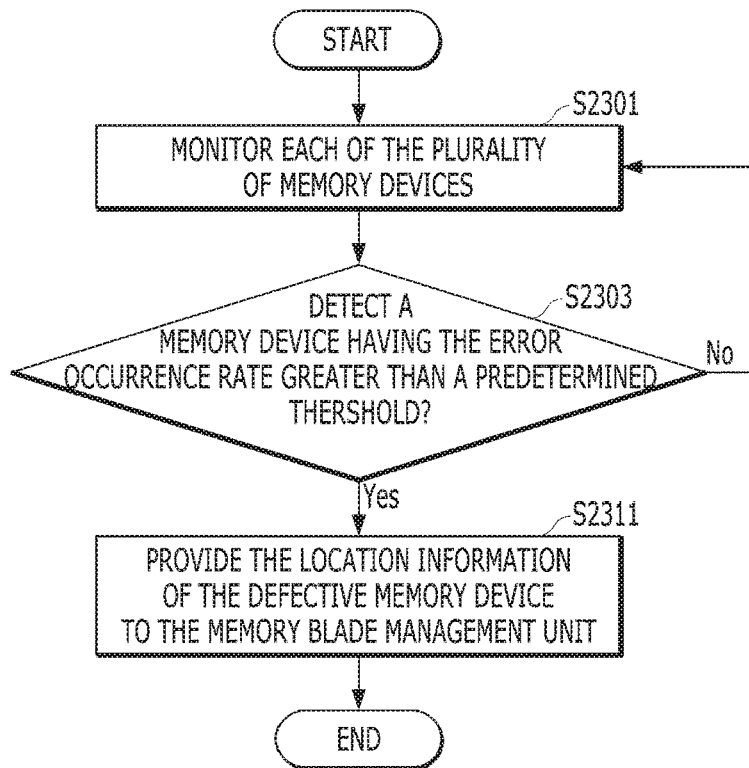 START
S2301
MONITOR EACH OF THE PLURALITY
OF MEMORY DEVICES
S2303
DETECT A
MEMORY DEVICE HAVING THE ERROR
OCCURRENCE RATE GREATER THAN A PREDETERMINED
THERSHOLD?
No
Yes
S2311
PROVIDE THE LOCATION INFORMATION
OF THE DEFECTIVE MEMORY DEVICE
TO THE MEMORY BLADE MANAGEMENT UNIT
END